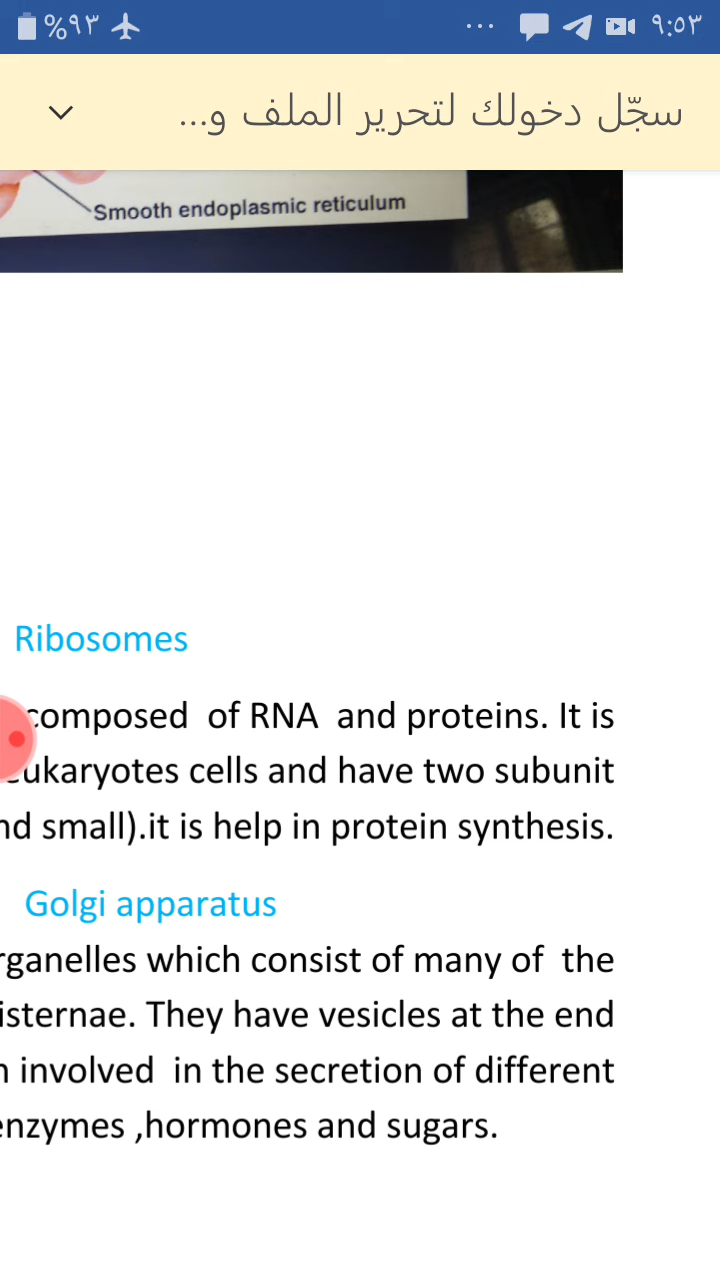 %٩٣ ٩:٥٣
سجّل دخولك لتحرير الملف و...
Smooth endoplasmic reticulum
Ribosomes
composed of RNA and proteins. It is
eukaryotes cells and have two subunit
small).it is help in protein synthesis.
Golgi apparatus
rganelles which consist of many of the
isternae. They have vesicles at the end
involved in the secretion of different
enzymes ,hormones and sugars.